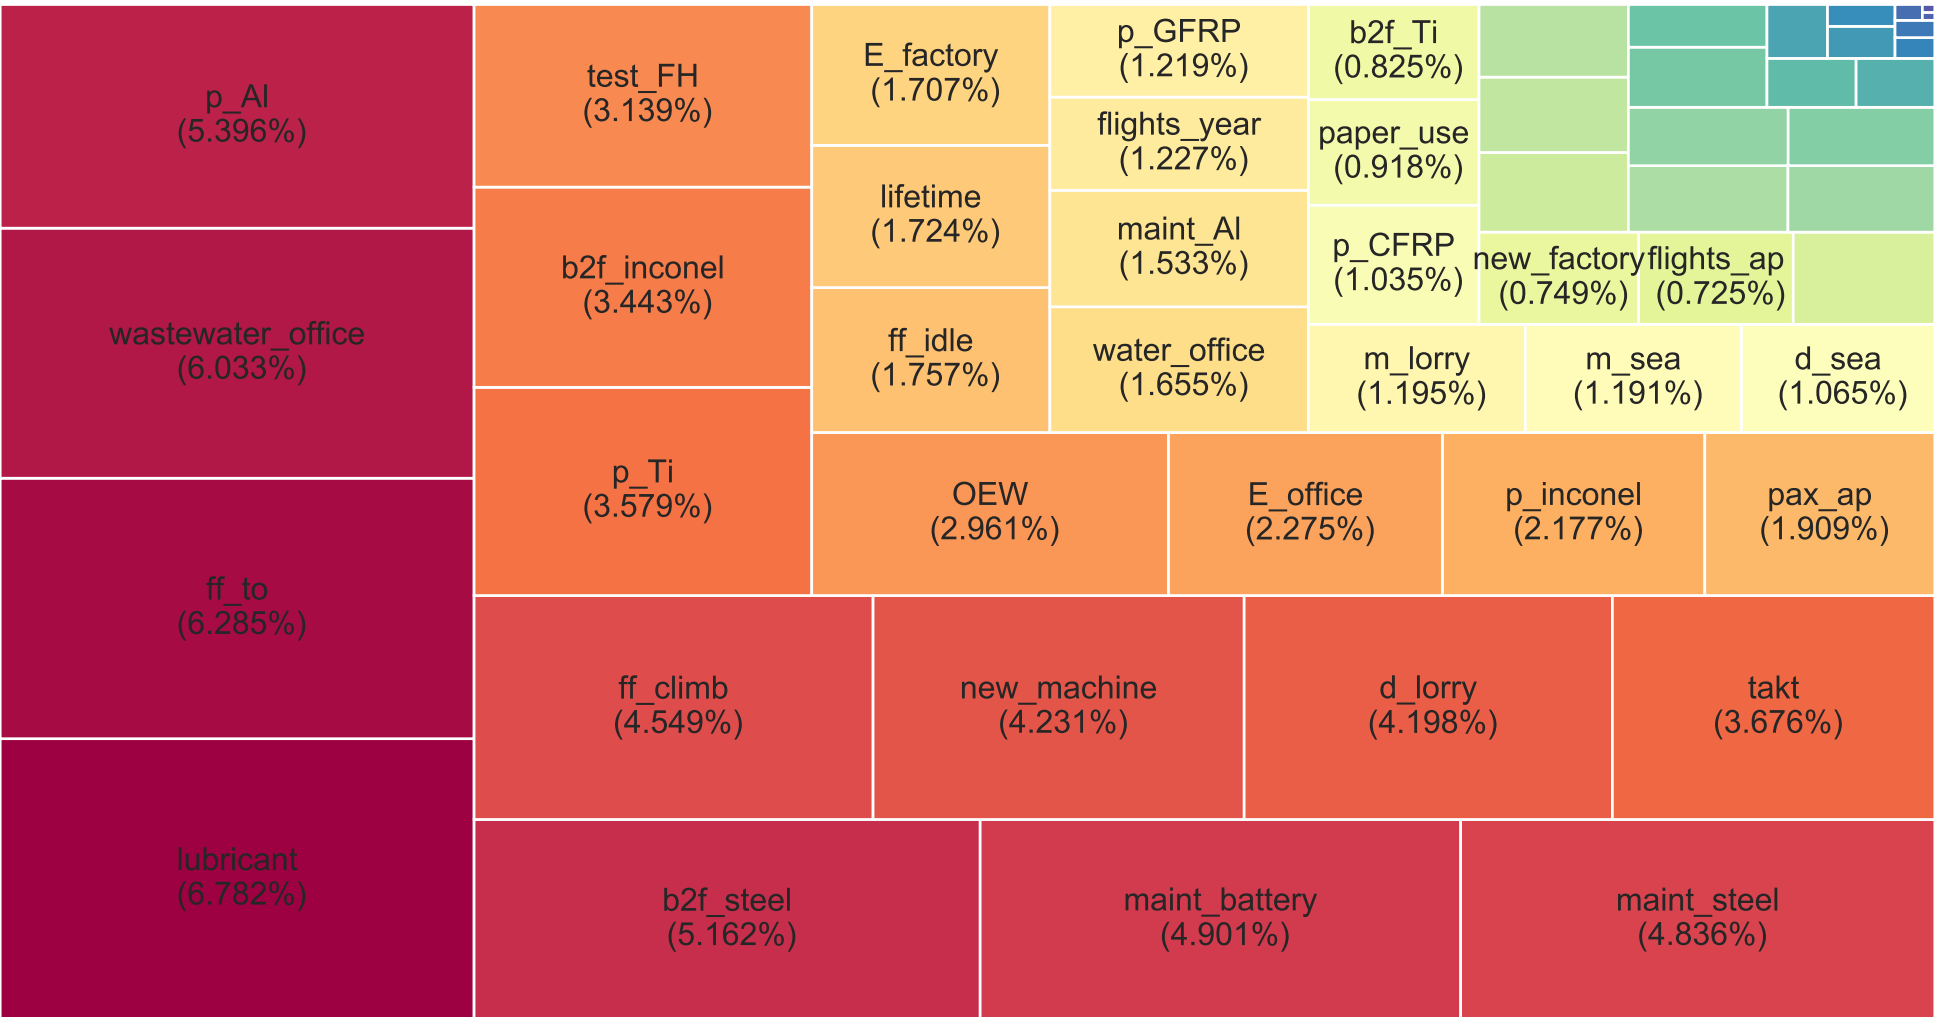 p_Al
(5.396%)
wastewater_office
(6.033%)
ff_to
(6.285%)
lubricant
(6.782%)
test_FH
(3.139%)
b2f_inconel
(3.443%)
p_Ti
(3.579%)
E_factory
(1.707%)
lifetime
(1.724%)
ff_idle
(1.757%)
p_GFRP
(1.219%)
flights_year
(1.227%)
maint_Al
(1.533%)
water_office
(1.655%)
b2f_Ti
(0.825%)
paper_use
(0.918%)
p_CFRP
(1.035%)
new_factory
(0.749%)
flights_ap
(0.725%)
m_lorry
(1.195%)
m_sea
(1.191%)
d_sea
(1.065%)
OEW
(2.961%)
E_office
(2.275%)
p_inconel
(2.177%)
pax_ap
(1.909%)
ff_climb
(4.549%)
new_machine
(4.231%)
d_lorry
(4.198%)
takt
(3.676%)
b2f_steel
(5.162%)
maint_battery
(4.901%)
maint_steel
(4.836%)